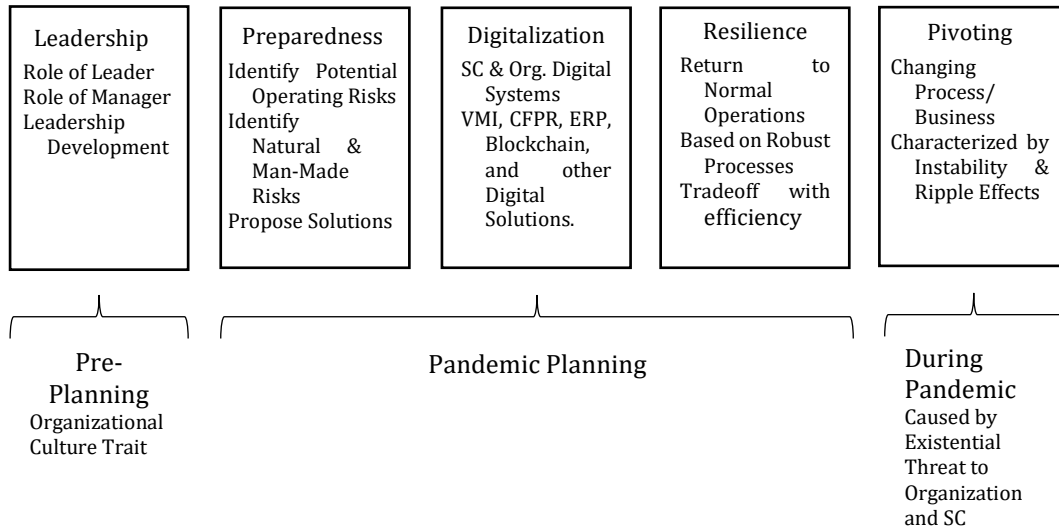 Leadership
Role of Leader
Role of Manager
Leadership
Development
Preparedness
Identify Potential
Operating Risks
Identify
Natural &
Man-Made
Risks
Propose Solutions
Digitalization
SC & Org. Digital
Systems
VMI, CFPR, ERP,
Blockchain,
and other
Digital
Solutions.
Resilience
Return to
Normal
Operations
Based on Robust
Processes
Tradeoff with
efficiency
Pivoting
Changing
Process/
Business
Characterized by
Instability &
Ripple Effects
Pre-
Planning
Organizational
Culture Trait
Pandemic Planning
During
Pandemic
Caused by
Existential
Threat to
Organization
and SC